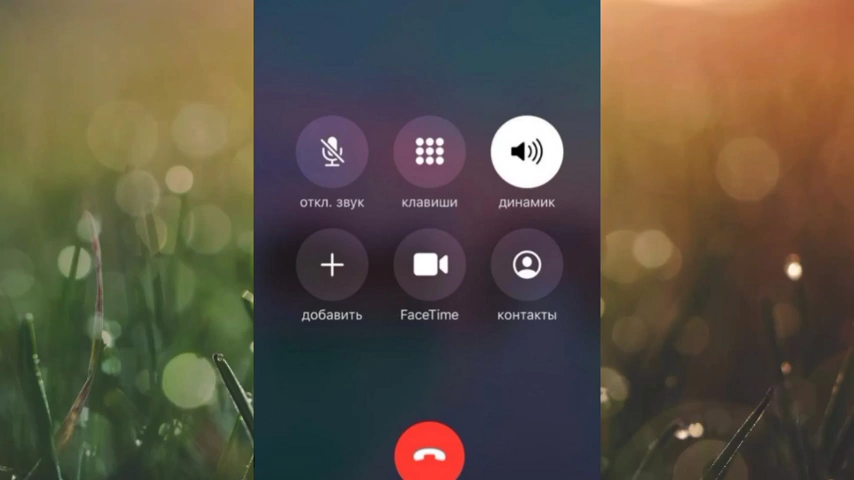 откл. звук
клавиши
динамик
добавить
FaceTime
контакты